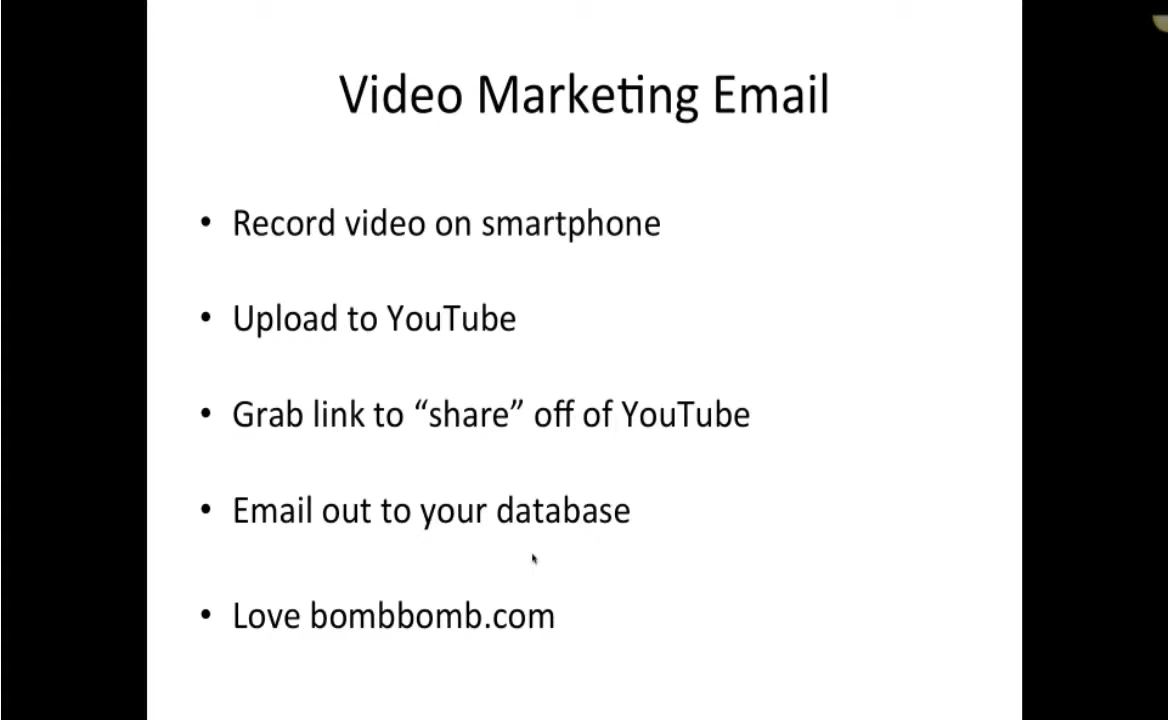 Video Marketing Email
• Record video on smartphone
• Upload to YouTube
• Grab link to “share” off of YouTube
• Email out to your database
• Love bombbomb.com